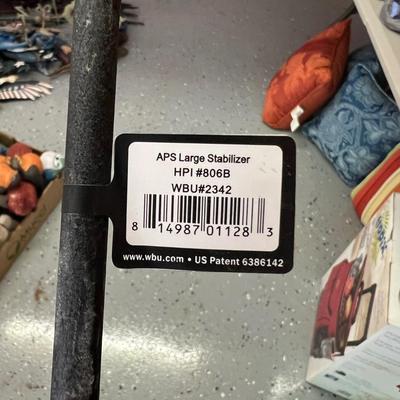 APS Large Stabilizer
HPI #806B
WBU#2342
8 14987 01128 3
www.wbu.com • US Patent 6386142